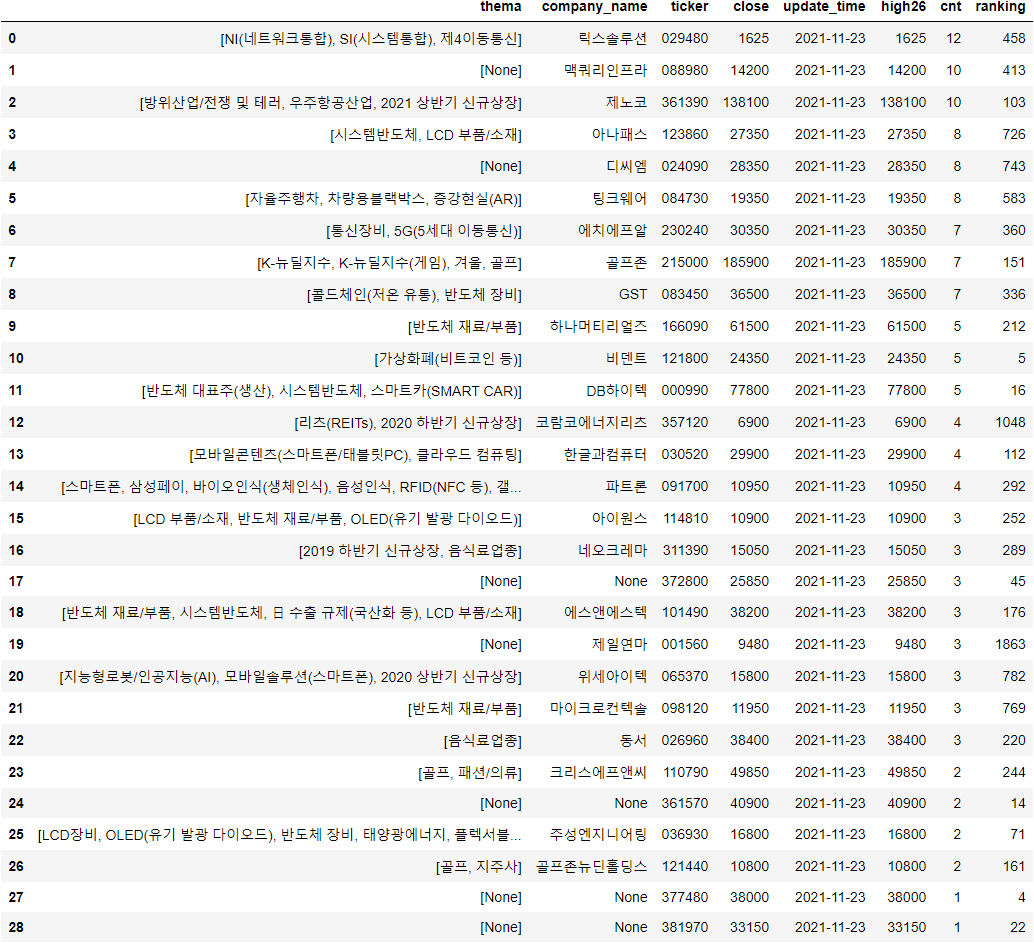 thema company_name ticker close update_time high26 cnt ranking
0 [NI(네트워크통합), SI(시스템통합), 제4이동통신] 릭스솔루션 029480 1625 2021-11-23 1625 12 458
1 [None] 맥쿼리인프라 088980 14200 2021-11-23 14200 10 413
2 [방위산업/전쟁 및 테러, 우주항공산업, 2021 상반기 신규상장] 제노코 361390 138100 2021-11-23 138100 10 103
3 [시스템반도체, LCD 부품/소재] 아나패스 123860 27350 2021-11-23 27350 8 726
4 [None] 디씨엠 024090 28350 2021-11-23 28350 8 743
5 [자율주행차, 차량용블랙박스, 증강현실(AR)] 팅크웨어 084730 19350 2021-11-23 19350 8 583
6 [통신장비, 5G(5세대 이동통신)] 에치에프알 230240 30350 2021-11-23 30350 7 360
7 [K-뉴딜지수, K-뉴딜지수(게임), 겨울, 골프] 골프존 215000 185900 2021-11-23 185900 7 151
8 [콜드체인(저온 유통), 반도체 장비] GST 083450 36500 2021-11-23 36500 7 336
9 [반도체 재료/부품] 하나머티리얼즈 166090 61500 2021-11-23 61500 5 212
10 [가상화폐(비트코인 등)] 비덴트 121800 24350 2021-11-23 24350 5 5
11 [반도체 대표주(생산), 시스템반도체, 스마트카(SMART CAR)] DB하이텍 000990 77800 2021-11-23 77800 5 16
12 [리츠(REITs), 2020 하반기 신규상장] 코람코에너지리츠 357120 6900 2021-11-23 6900 4 1048
13 [모바일콘텐츠(스마트폰/태블릿PC), 클라우드 컴퓨팅] 한글과컴퓨터 030520 29900 2021-11-23 29900 4 112
14 [스마트폰, 삼성페이, 바이오인식(생체인식), 음성인식, RFID(NFC 등), 갤... 파트론 091700 10950 2021-11-23 10950 4 292
15 [LCD 부품/소재, 반도체 재료/부품, OLED(유기 발광 다이오드)] 아이원스 114810 10900 2021-11-23 10900 3 252
16 [2019 하반기 신규상장, 음식료업종] 네오크레마 311390 15050 2021-11-23 15050 3 289
17 [None] None 372800 25850 2021-11-23 25850 3 45
18 [반도체 재료/부품, 시스템반도체, 日 수출 규제(국산화 등), LCD 부품/소재] 에스앤에스텍 101490 38200 2021-11-23 38200 3 176
19 [None] 제일연마 001560 9480 2021-11-23 9480 3 1863
20 [지능형로봇/인공지능(AI), 모바일솔루션(스마트폰), 2020 상반기 신규상장] 위세아이텍 065370 15800 2021-11-23 15800 3 782
21 [반도체 재료/부품] 마이크로컨텍솔 098120 11950 2021-11-23 11950 3 769
22 [음식료업종] 동서 026960 38400 2021-11-23 38400 3 220
23 [골프, 패션/의류] 크리스에프앤씨 110790 49850 2021-11-23 49850 2 244
24 [None] None 361570 40900 2021-11-23 40900 2 14
25 [LCD장비, OLED(유기 발광 다이오드), 반도체 장비, 태양광에너지, 플렉서블... 주성엔지니어링 036930 16800 2021-11-23 16800 2 71
26 [골프, 지주사] 골프존뉴딘홀딩스 121440 10800 2021-11-23 10800 2 161
27 [None] None 377480 38000 2021-11-23 38000 1 4
28 [None] None 381970 33150 2021-11-23 33150 1 22